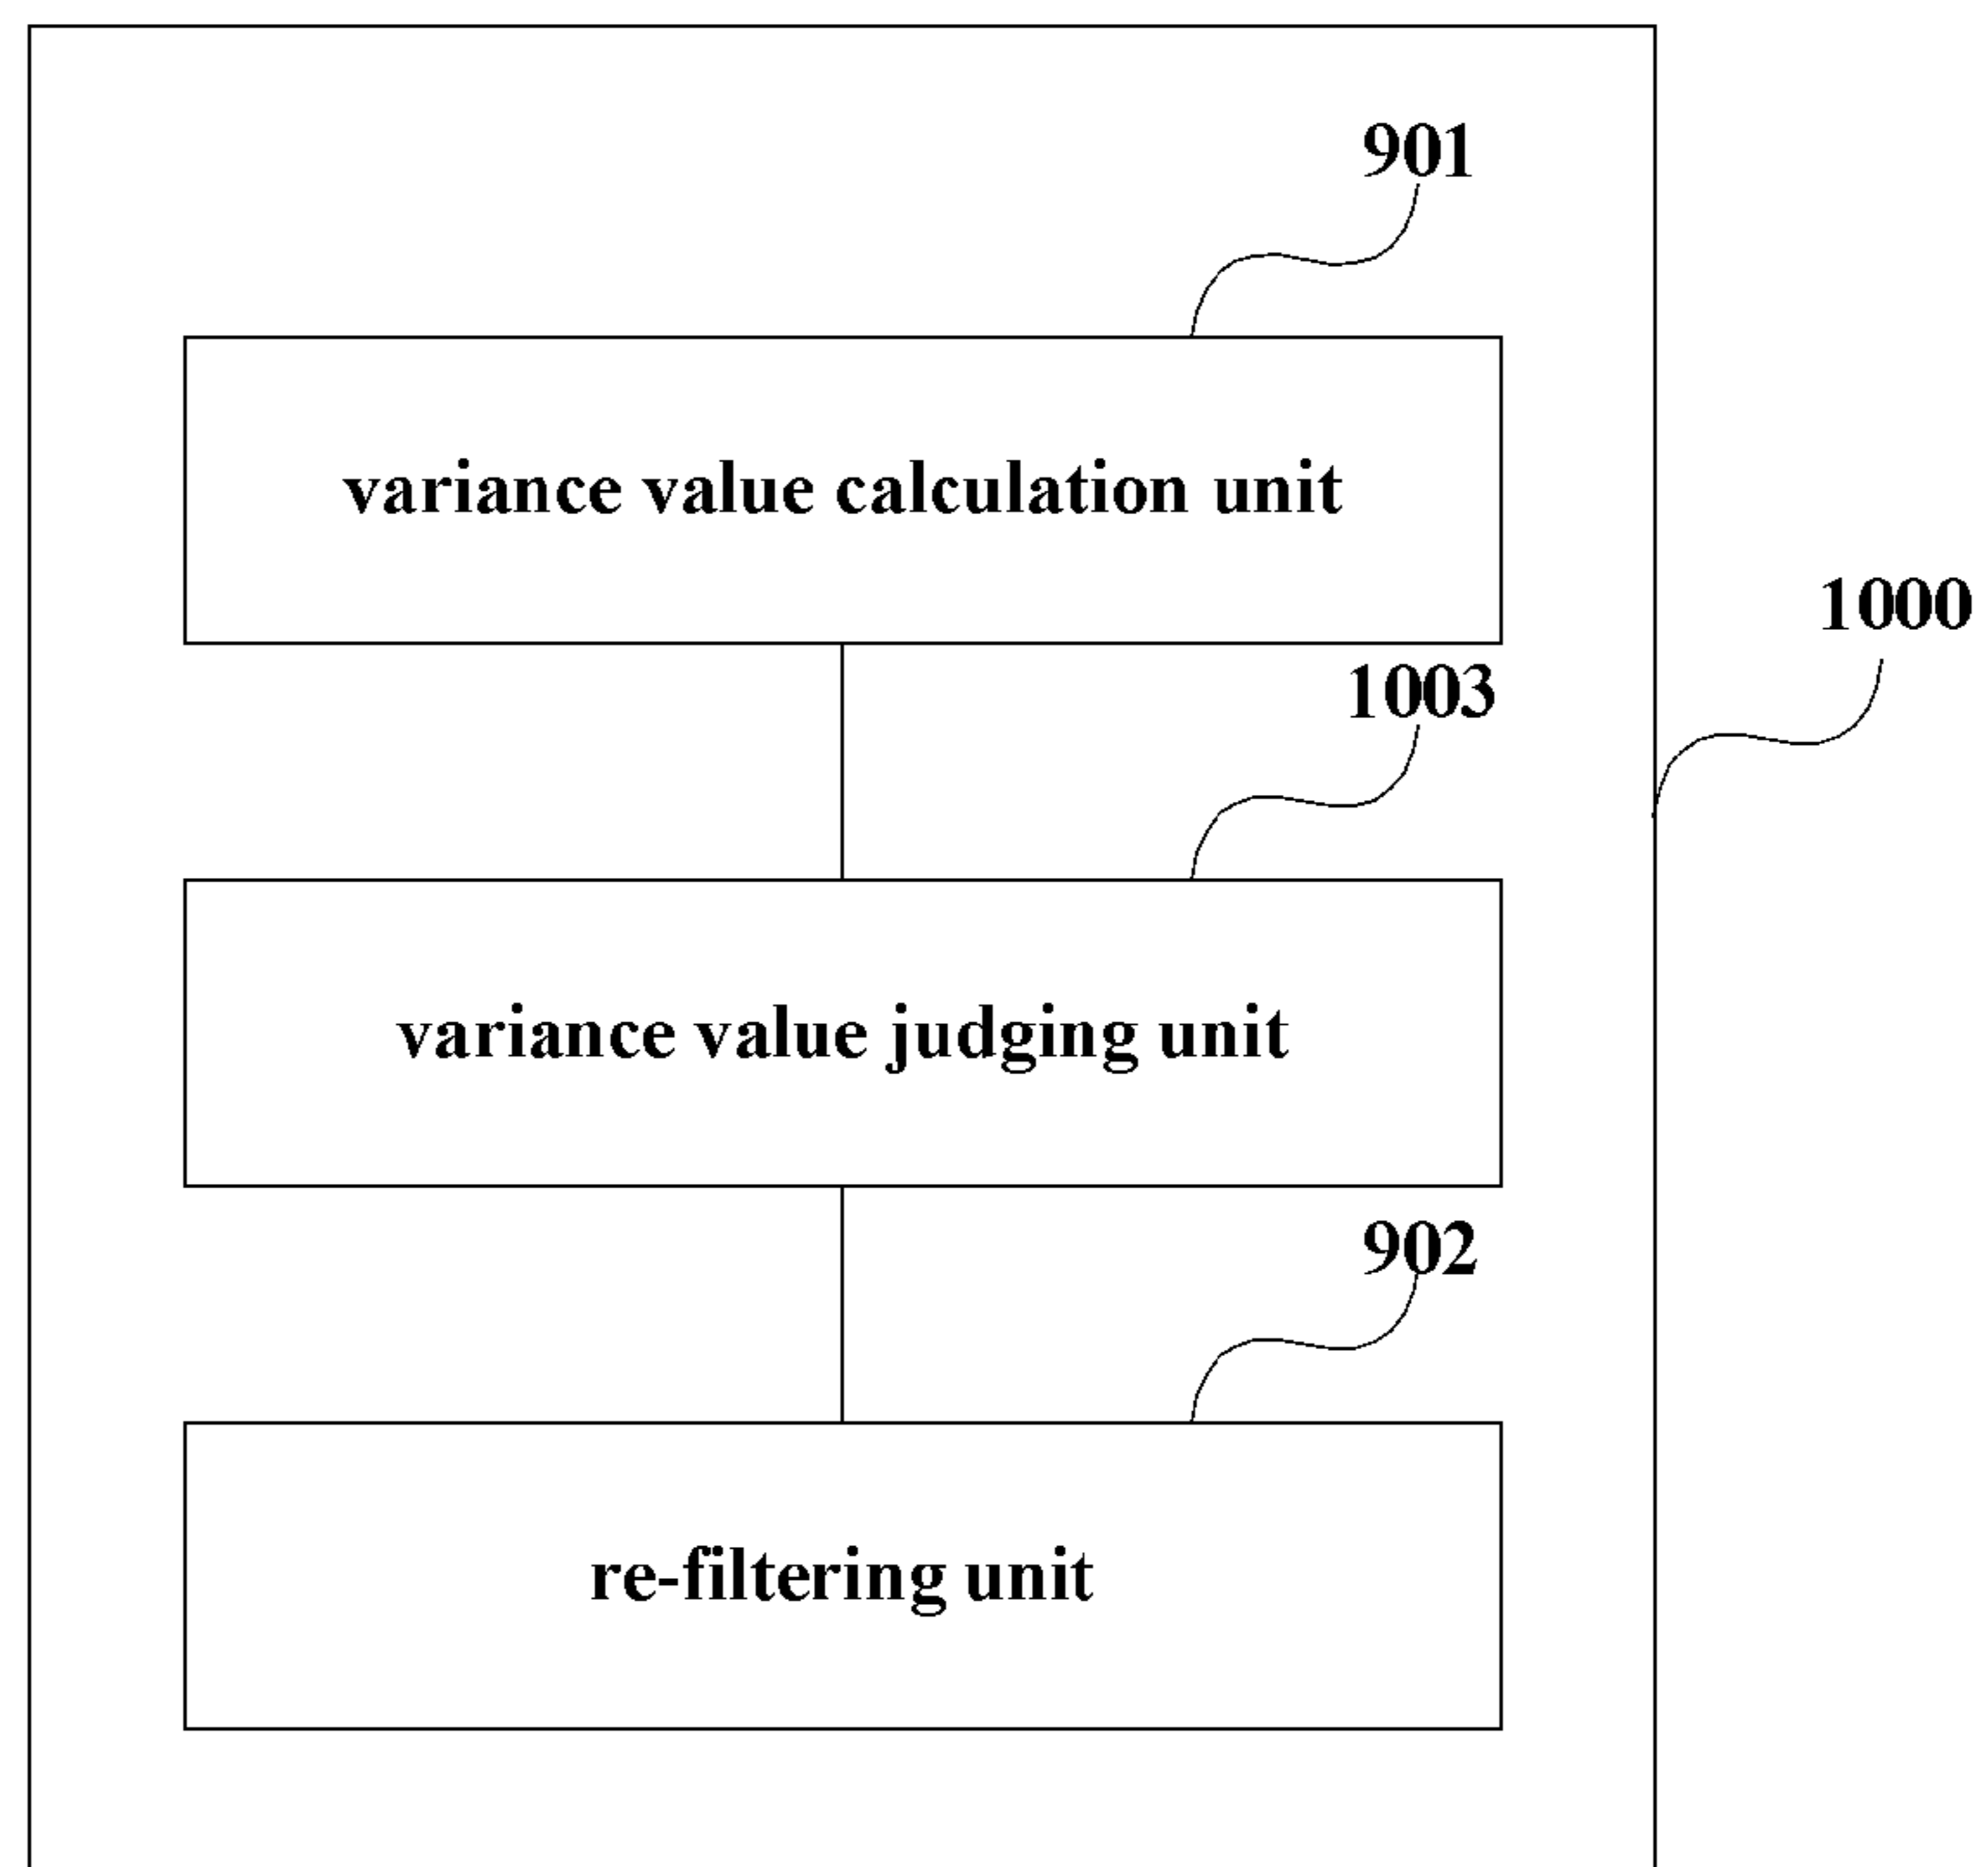 901
variance value calculation unit
1000
1003
variance value judging unit
902
re-filtering unit